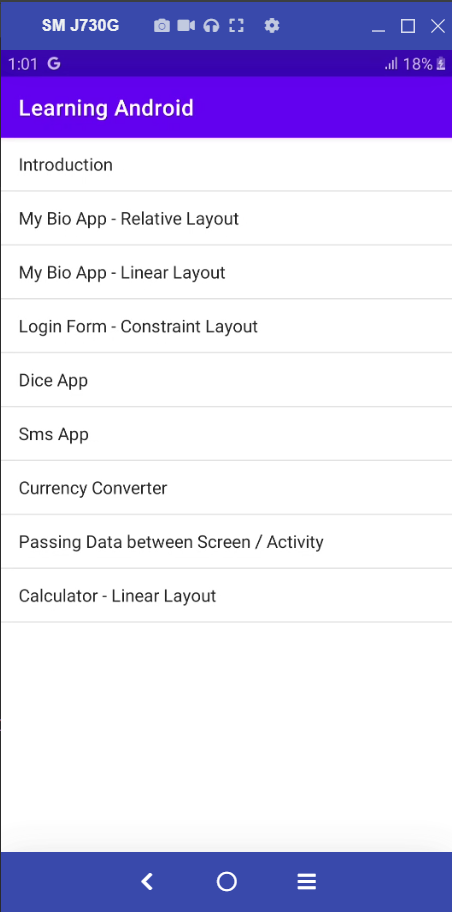 SM J730G
1:01 G 18%
Learning Android
Introduction
My Bio App - Relative Layout
My Bio App - Linear Layout
Login Form - Constraint Layout
Dice App
Sms App
Currency Converter
Passing Data between Screen / Activity
Calculator - Linear Layout